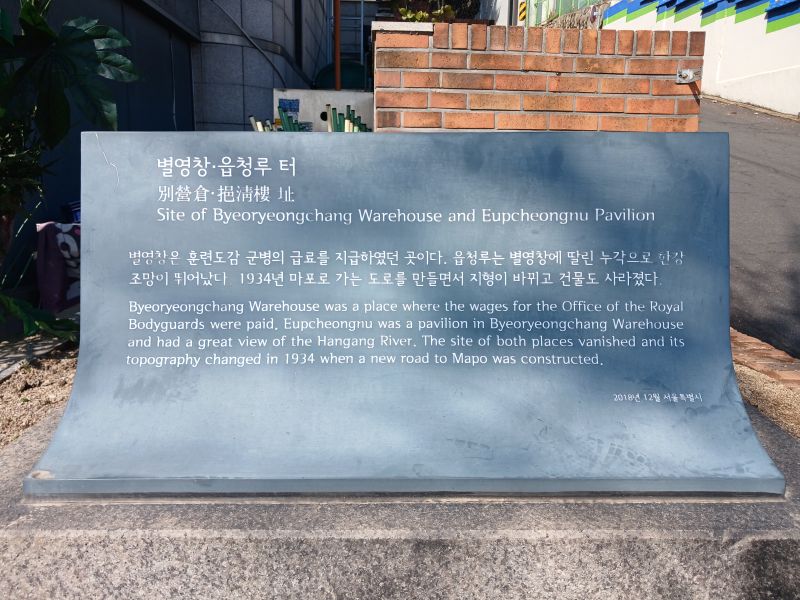 별영창·읍청루 터
別營倉·挹淸樓 址
Site of Byeoryeongchang Warehouse and Eupcheongnu Pavilion
별영창은 훈련도감 군병의 급료를 지급하였던 곳이다. 읍청루는 별영창에 딸린 누각으로 한강
조망이 뛰어났다. 1934년 마포로 가는 도로를 만들면서 지형이 바뀌고 건물도 사라졌다.
Byeoryeongchang Warehouse was a place where the wages for the Office of the Royal
Bodyguards were paid. Eupcheongnu was a pavilion in Byeoryeongchang Warehouse
and had a great view of the Hangang River. The site of both places vanished and its
topography changed in 1934 when a new road to Mapo was constructed.
2018년 12월 서울특별시